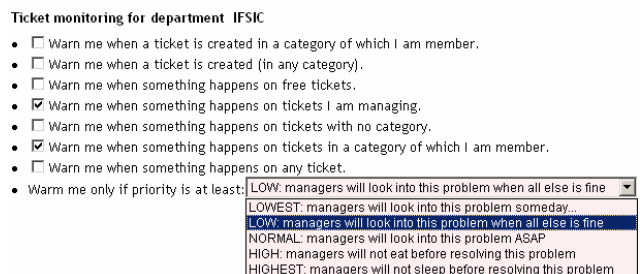 Ticket monitoring for department IFSIC
Warn me when a ticket is created in a category of which I am member.
Warn me when a ticket is created (in any category).
Warn me when something happens on free tickets.
Warn me when something happens on tickets I am managing.
Warn me when something happens on tickets with no category.
Warn me when something happens on tickets in a category of which I am member.
Warn me when something happens on any ticket.
Warm me only if priority is at least: LOW: managers will look into this problem when all else is fine
LOWEST: managers will look into this problem someday...
LOW: managers will look into this problem when all else is fine
NORMAL: managers will look into this problem ASAP
HIGH: managers will not eat before resolving this problem
HIGHEST: managers will not sleep before resolving this problem